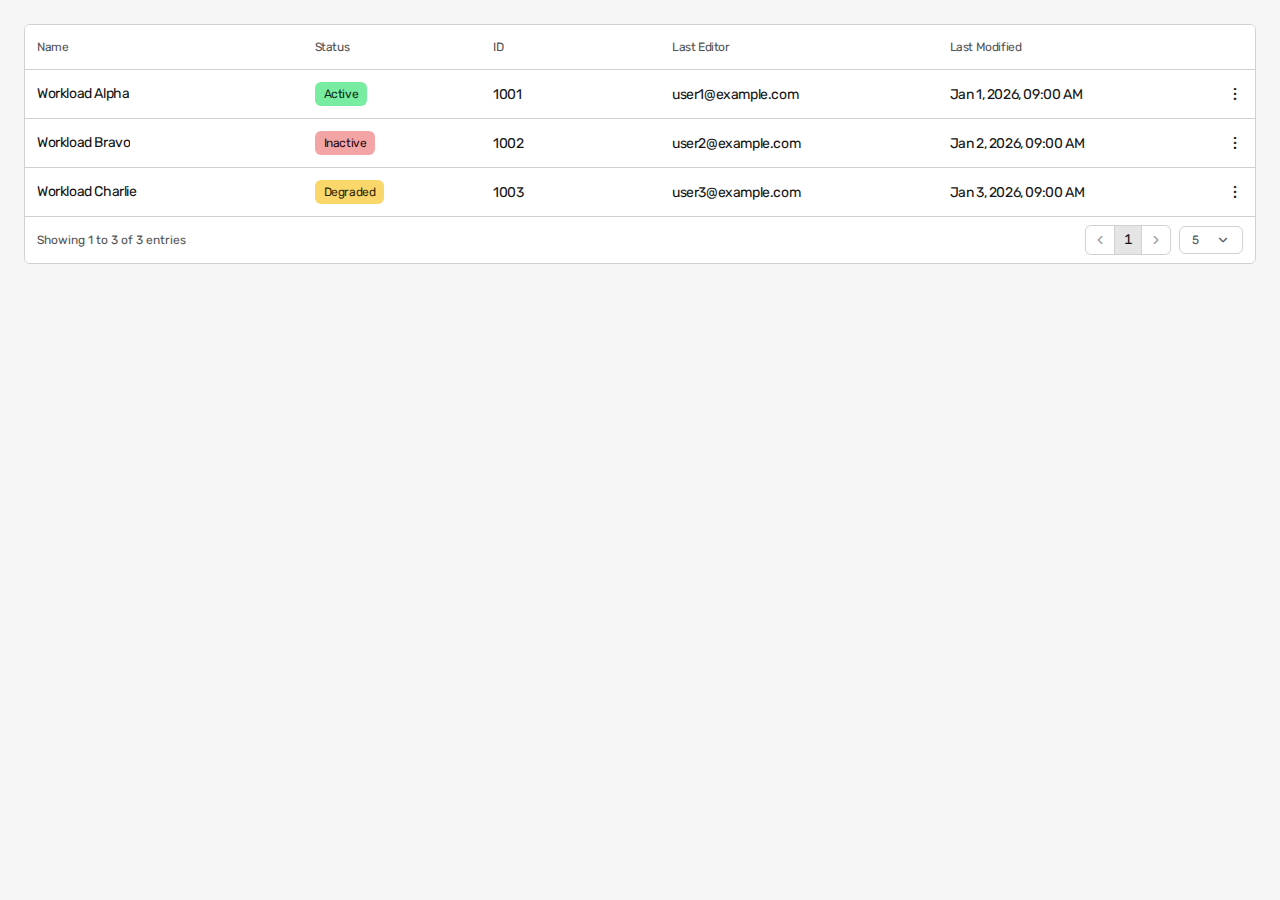 Name Status ID Last Editor Last Modified
Workload Alpha Active 1001 user1@example.com Jan 1, 2026, 09:00 AM
Workload Bravo Inactive 1002 user2@example.com Jan 2, 2026, 09:00 AM
Workload Charlie Degraded 1003 user3@example.com Jan 3, 2026, 09:00 AM
Showing 1 to 3 of 3 entries 1 5